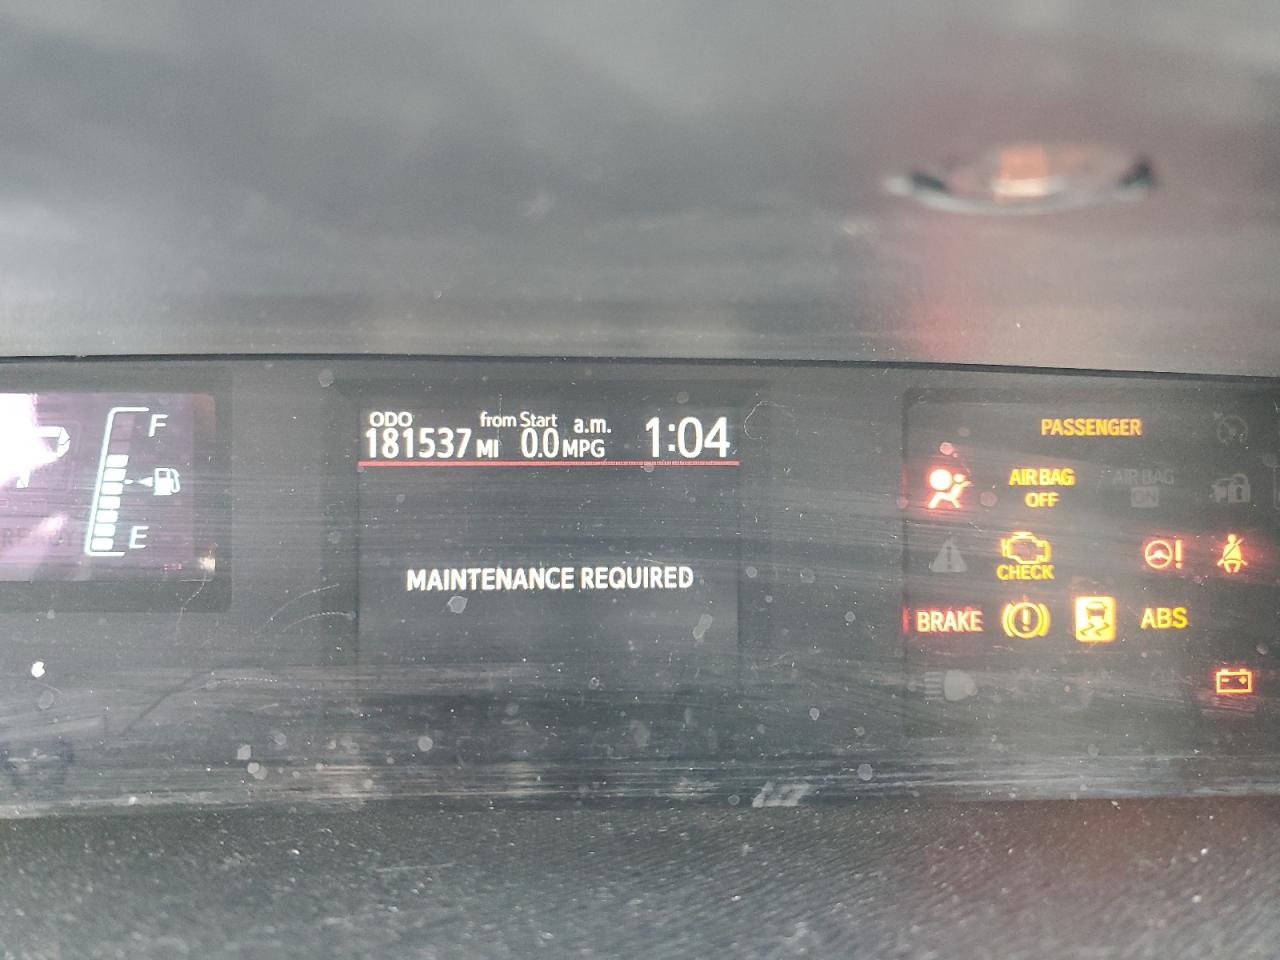 ODO from Start a.m. 1:04
181537 MI 0.0 MPG
MAINTENANCE REQUIRED
F
E
PASSENGER
AIR BAG
OFF
AIR BAG
ON
CHECK
BRAKE
ABS